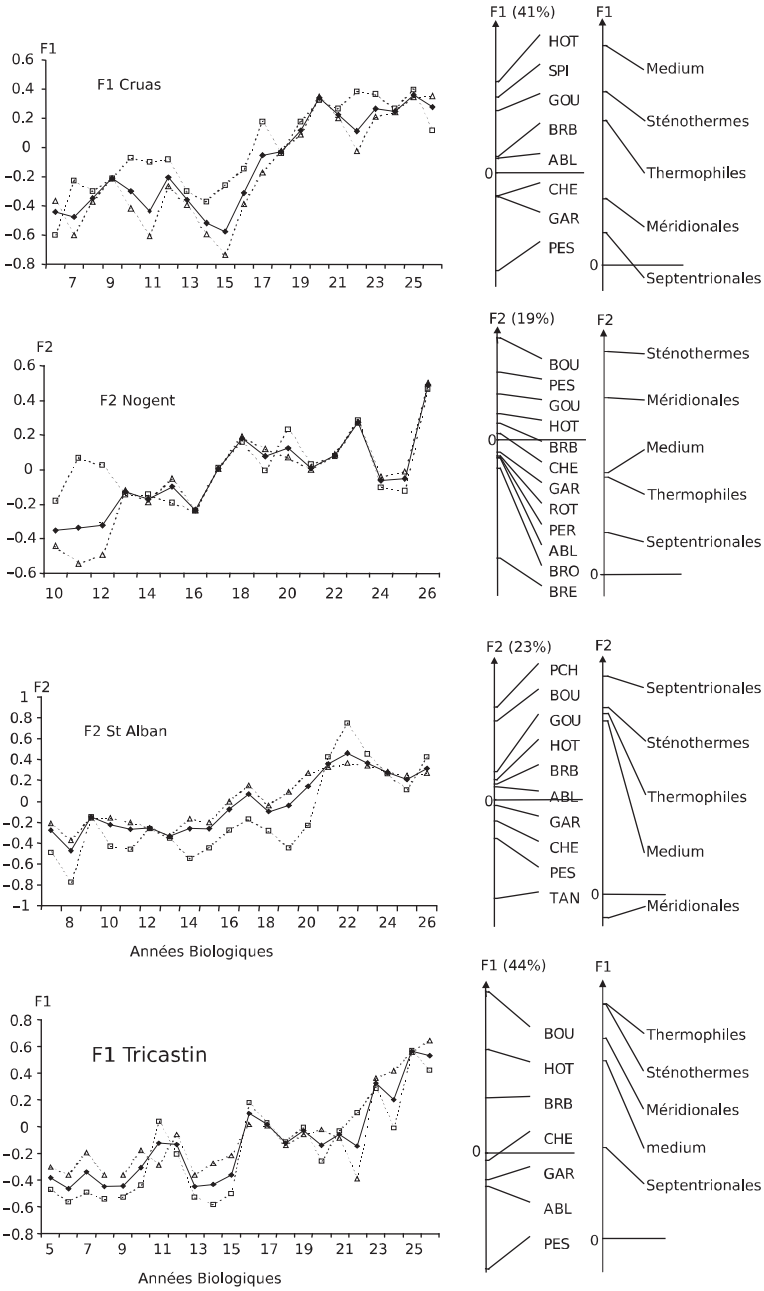 F1
0.6
0.4
0.2
0
−0.2
−0.4
−0.6
−0.8
F1 Cruas
7 9 11 13 15 17 19 21 23 25
F1 (41%)
HOT
SPI
GOU
BRB
ABL
0
CHE
GAR
PES
F1
Medium
Sténothermes
Thermophiles
Méridionales
0
Septentrionales
F2
0.6
0.4
0.2
0
−0.2
−0.4
−0.6
F2 Nogent
10 12 14 16 18 20 22 24 26
F2 (19%)
BOU
PES
GOU
HOT
0
BRB
CHE
GAR
ROT
PER
ABL
BRO
BRE
F2
Sténothermes
Méridionales
Medium
Thermophiles
Septentrionales
0
F2
1
0.8
0.6
0.4
0.2
0
−0.2
−0.4
−0.6
−0.8
−1
F2 St Alban
8 10 12 14 16 18 20 22 24 26
Années Biologiques
F2 (23%)
PCH
BOU
GOU
HOT
BRB
ABL
0
GAR
CHE
PES
TAN
F2
Septentrionales
Sténothermes
Thermophiles
Medium
0
Méridionales
F1
0.8
0.6
0.4
0.2
0
−0.2
−0.4
−0.6
−0.8
F1 Tricastin
5 7 9 11 13 15 17 19 21 23 25
Années Biologiques
F1 (44%)
BOU
HOT
BRB
CHE
0
GAR
ABL
PES
F1
Thermophiles
Sténothermes
Méridionales
medium
Septentrionales
0